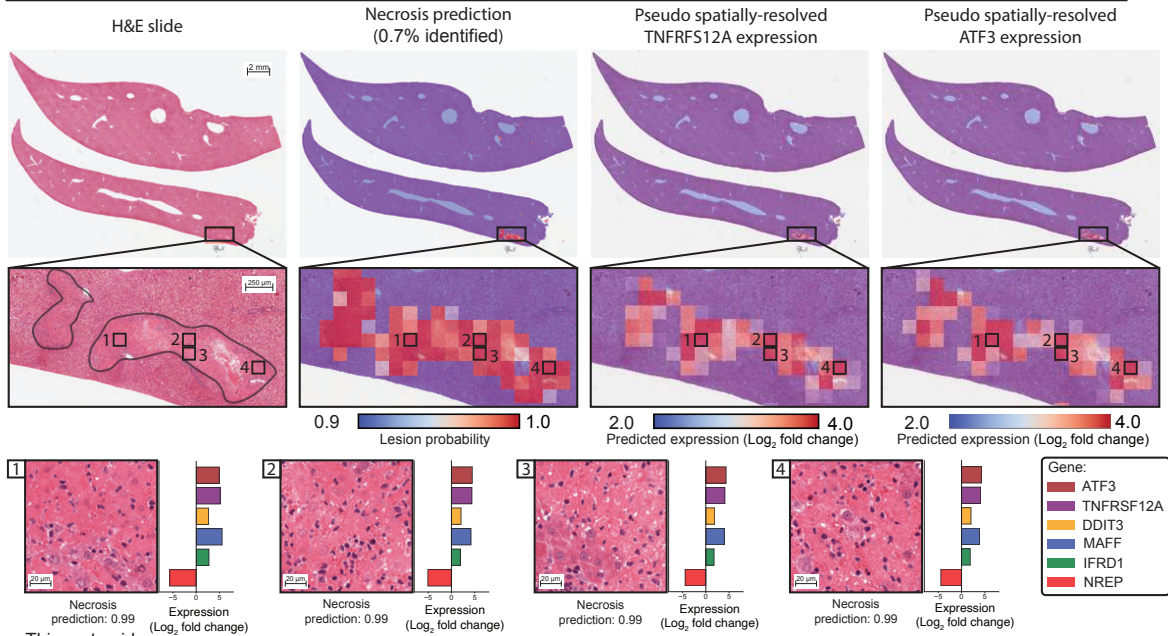 H&E slide
Necrosis prediction
(0.7% identified)
Pseudo spatially-resolved
TNFRFS12A expression
Pseudo spatially-resolved
ATF3 expression
2 mm
250 µm
1
2
3
4
1
2
3
4
1
2
3
4
1
2
3
4
0.9
1.0
Lesion probability
2.0
4.0
Predicted expression (Log2 fold change)
2.0
4.0
Predicted expression (Log2 fold change)
1
20 µm
Necrosis
prediction: 0.99
−5 0 5
Expression
(Log2 fold change)
2
20 µm
Necrosis
prediction: 0.99
−5 0 5
Expression
(Log2 fold change)
3
20 µm
Necrosis
prediction: 0.99
−5 0 5
Expression
(Log2 fold change)
4
20 µm
Necrosis
prediction: 0.99
−5 0 5
Expression
(Log2 fold change)
Gene:
ATF3
TNFRSF12A
DDIT3
MAFF
IFRD1
NREP